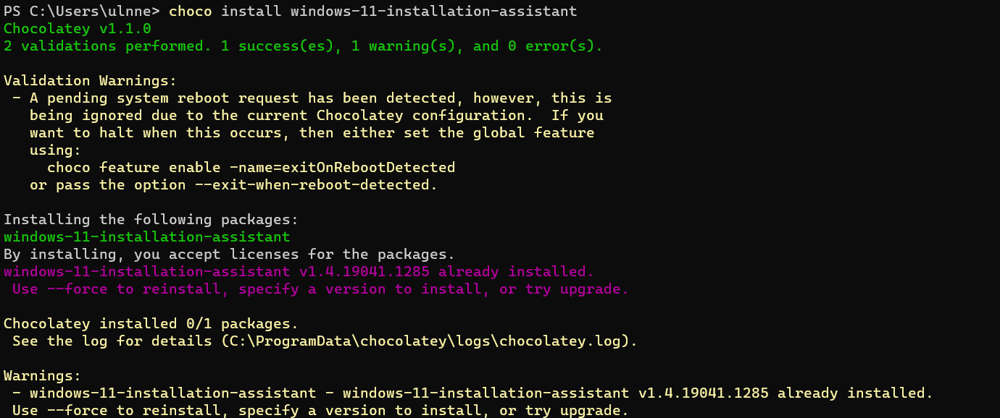 PS C:\Users\ulnne> choco install windows-11-installation-assistant
Chocolatey v1.1.0
2 validations performed. 1 success(es), 1 warning(s), and 0 error(s).
Validation Warnings:
 - A pending system reboot request has been detected, however, this is
   being ignored due to the current Chocolatey configuration.  If you
   want to halt when this occurs, then either set the global feature
   using:
     choco feature enable -name=exitOnRebootDetected
   or pass the option --exit-when-reboot-detected.
Installing the following packages:
windows-11-installation-assistant
By installing, you accept licenses for the packages.
windows-11-installation-assistant v1.4.19041.1285 already installed.
 Use --force to reinstall, specify a version to install, or try upgrade.
Chocolatey installed 0/1 packages.
 See the log for details (C:\ProgramData\chocolatey\logs\chocolatey.log).
Warnings:
 - windows-11-installation-assistant - windows-11-installation-assistant v1.4.19041.1285 already installed.
 Use --force to reinstall, specify a version to install, or try upgrade.